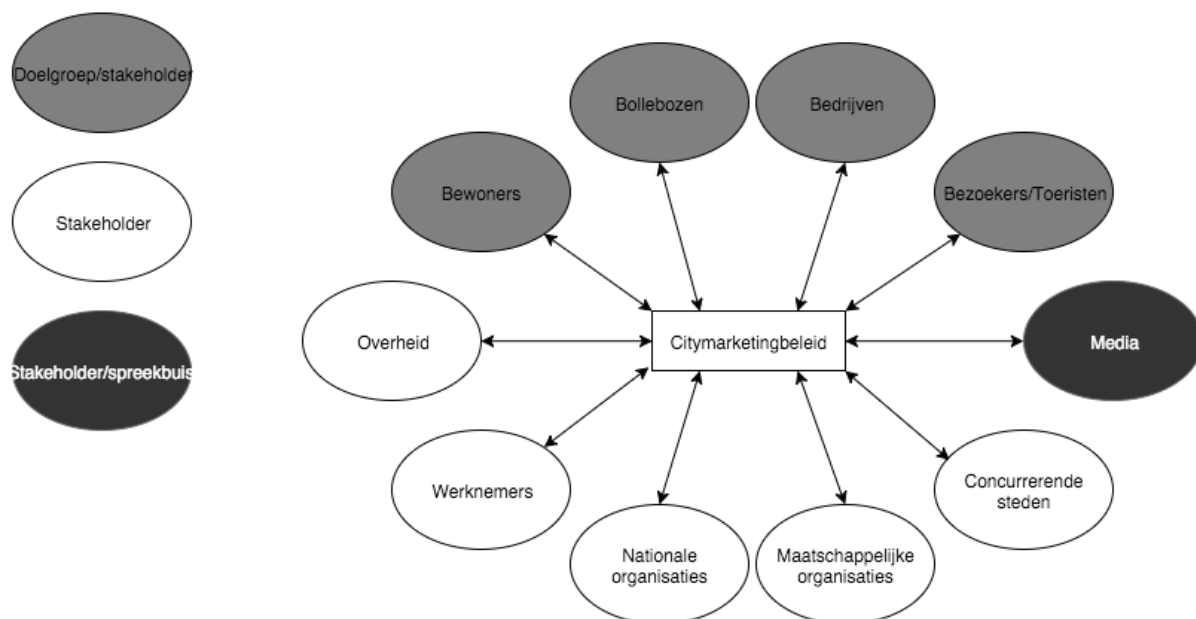 Doelgroep/stakeholder
Stakeholder
Stakeholder/spreekbuis
Bollebozen
Bedrijven
Bewoners
Bezoekers/Toeristen
Overheid
Citymarketingbeleid
Media
Werknemers
Concurrerende
steden
Nationale
organisaties
Maatschappelijke
organisaties